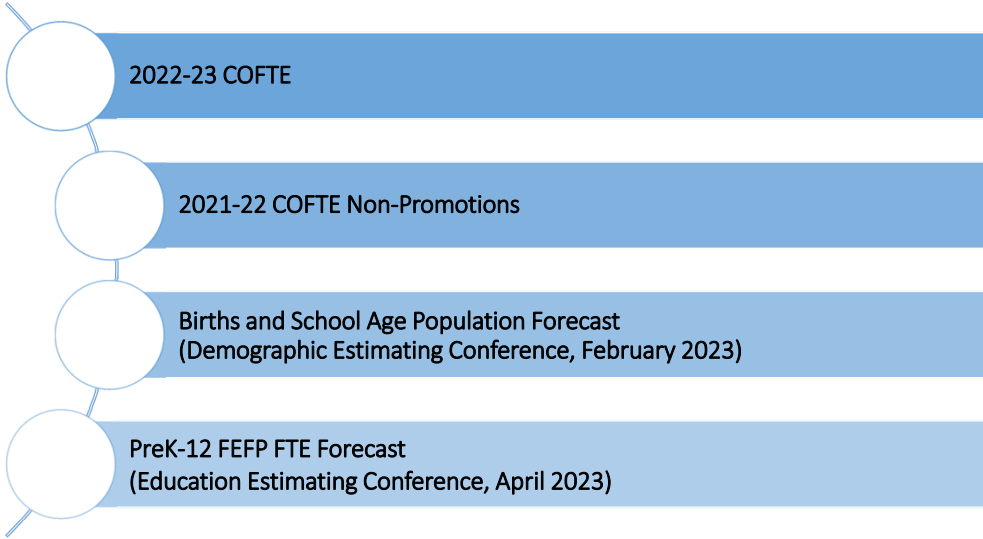 2022-23 COFTE
2021-22 COFTE Non-Promotions
Births and School Age Population Forecast
(Demographic Estimating Conference, February 2023)
PreK-12 FEFP FTE Forecast
(Education Estimating Conference, April 2023)